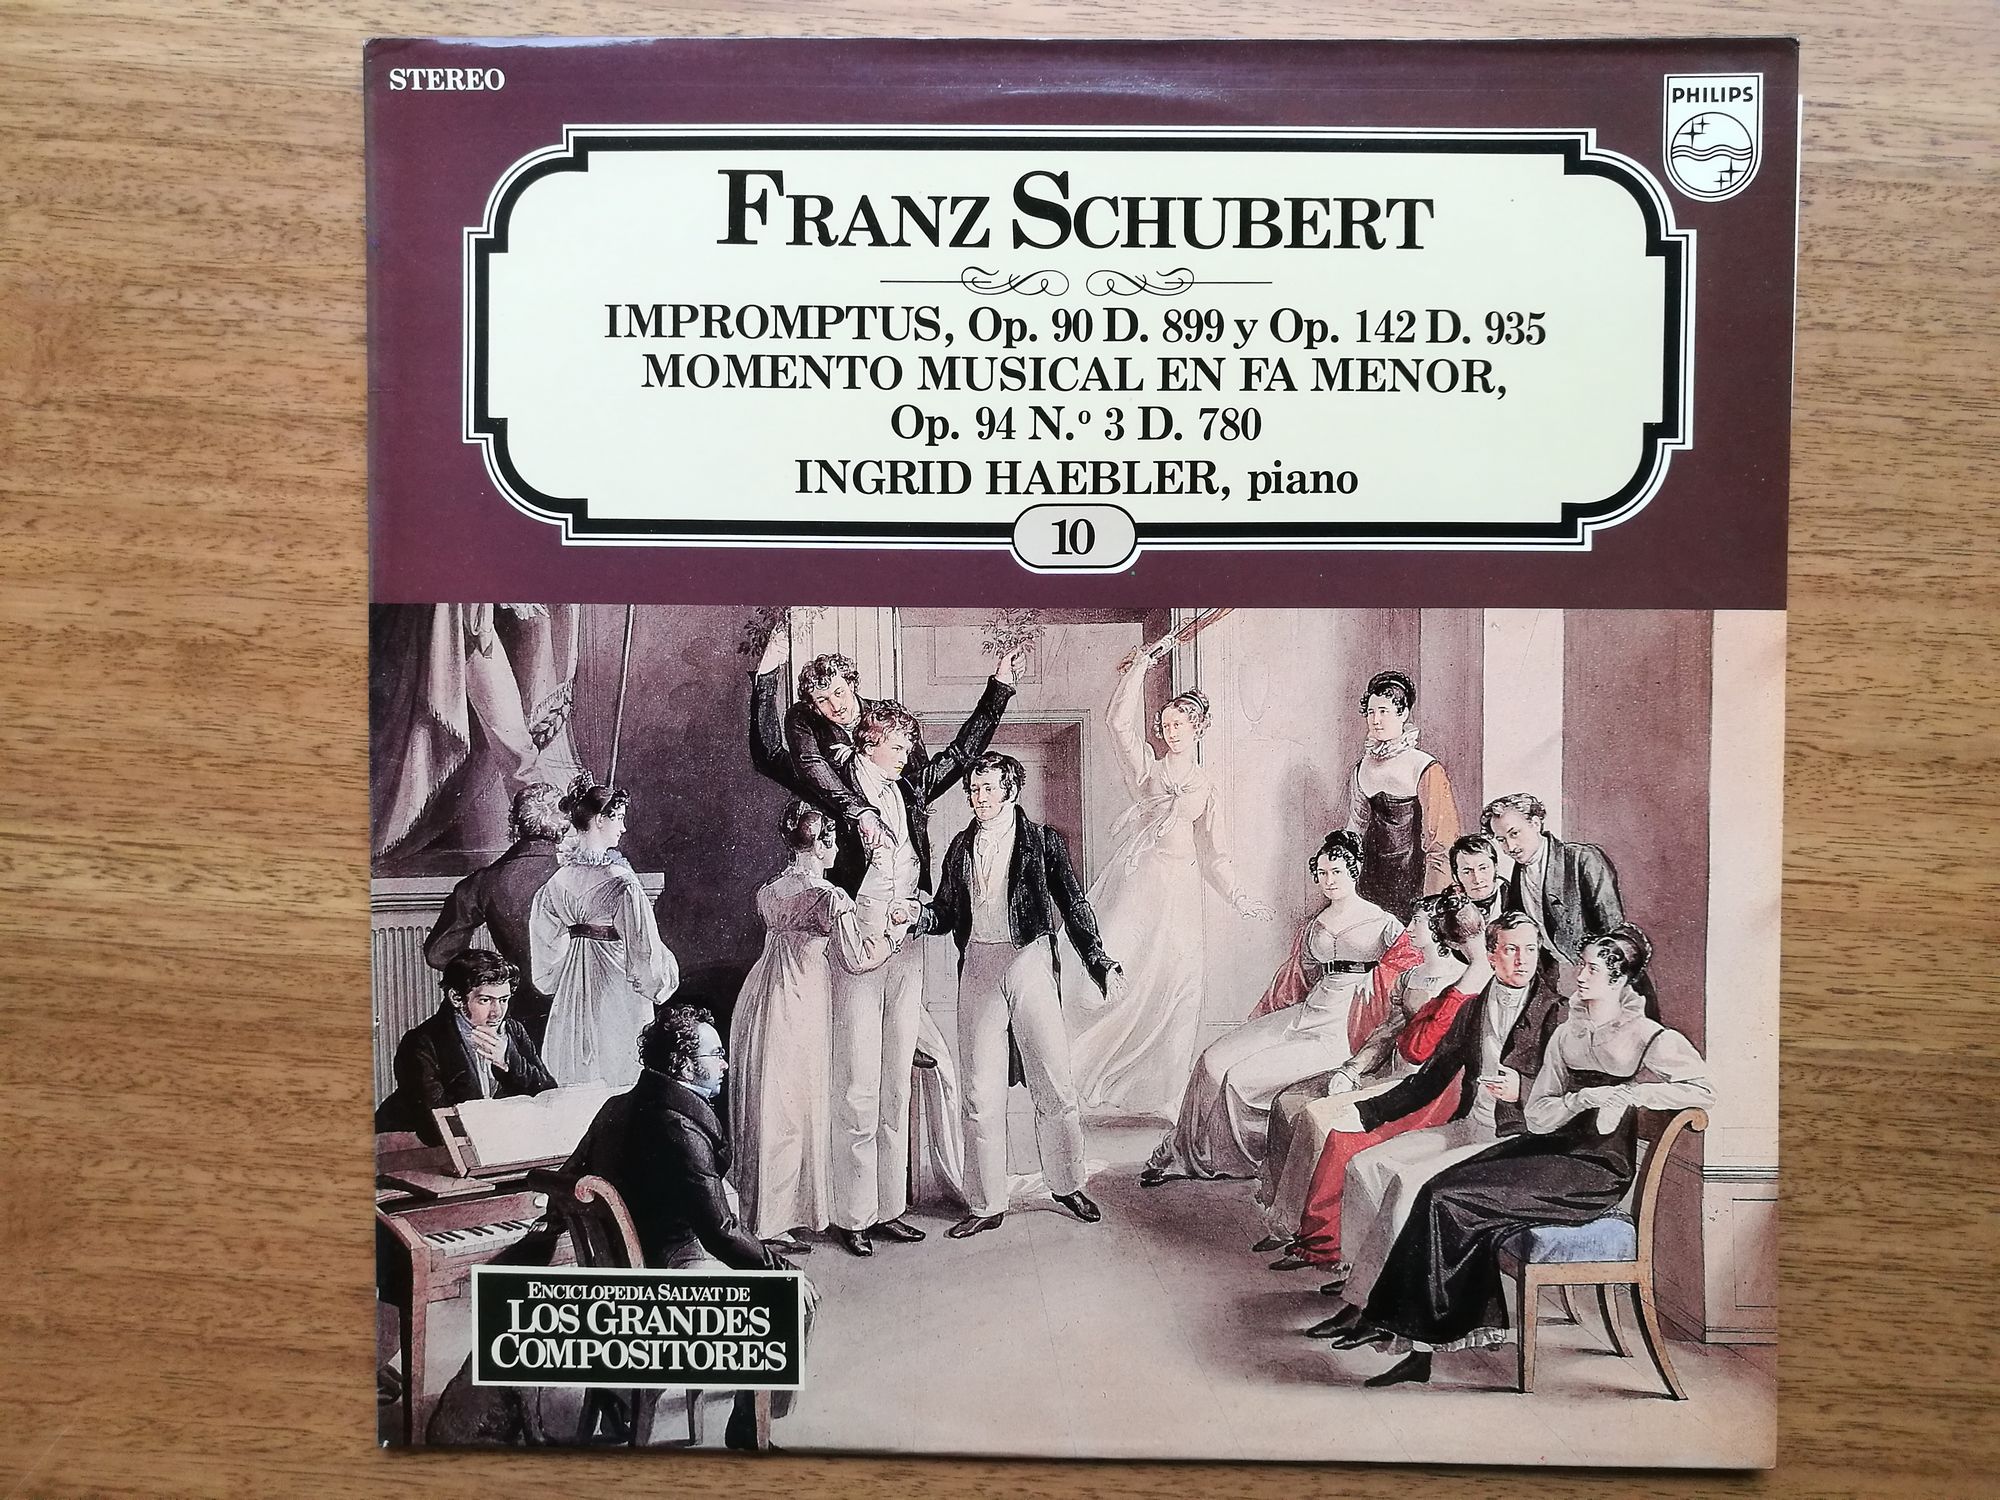 STEREO
PHILIPS
FRANZ SCHUBERT
IMPROMPTUS, Op. 90 D. 899 y Op. 142 D. 935
MOMENTO MUSICAL EN FA MENOR,
Op. 94 N.º 3 D. 780
INGRID HAEBLER, piano
10
ENCICLOPEDIA SALVAT DE
LOS GRANDES
COMPOSITORES